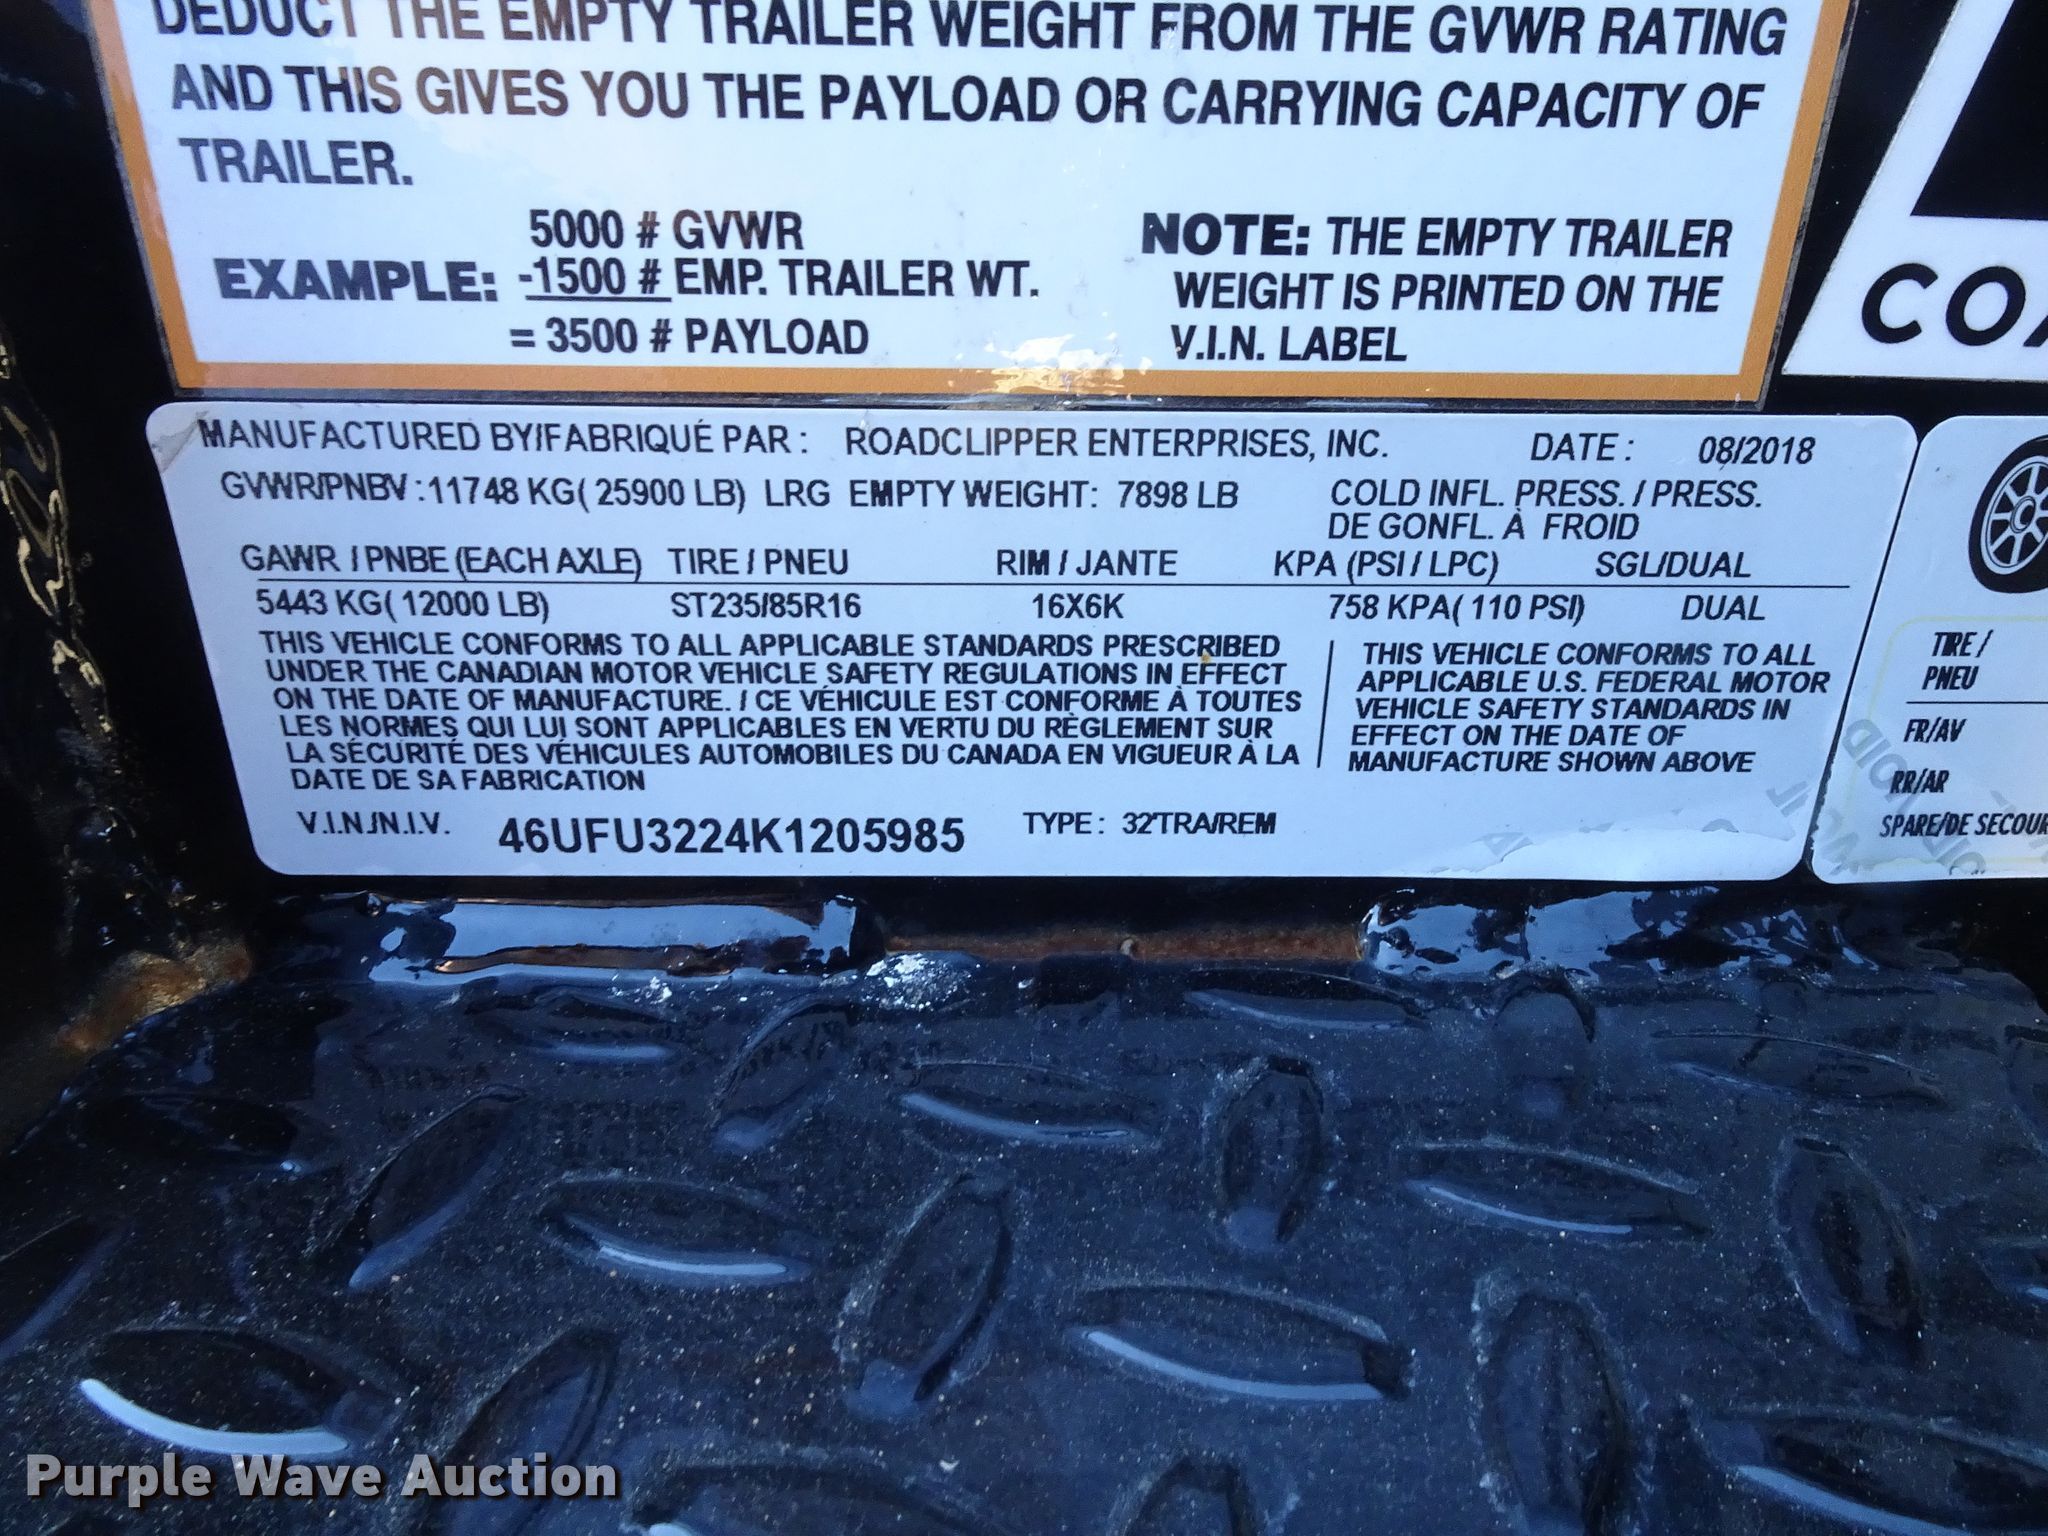 DEDUCT THE EMPTY TRAILER WEIGHT FROM THE GVWR RATING
AND THIS GIVES YOU THE PAYLOAD OR CARRYING CAPACITY OF
TRAILER.
EXAMPLE:
5000 # GVWR
-1500 # EMP. TRAILER WT.
= 3500 # PAYLOAD
NOTE: THE EMPTY TRAILER
WEIGHT IS PRINTED ON THE
V.I.N. LABEL
MANUFACTURED BY/FABRIQUÉ PAR : ROADCLIPPER ENTERPRISES, INC. DATE : 08/2018
GVWR/PNBV : 11748 KG( 25900 LB) LRG EMPTY WEIGHT: 7898 LB COLD INFL. PRESS. / PRESS.
DE GONFL. À FROID
GAWR / PNBE (EACH AXLE) TIRE / PNEU RIM / JANTE KPA (PSI / LPC) SGL/DUAL
5443 KG( 12000 LB) ST235/85R16 16X6K 758 KPA( 110 PSI) DUAL
THIS VEHICLE CONFORMS TO ALL APPLICABLE STANDARDS PRESCRIBED
UNDER THE CANADIAN MOTOR VEHICLE SAFETY REGULATIONS IN EFFECT
ON THE DATE OF MANUFACTURE. / CE VÉHICULE EST CONFORME À TOUTES
LES NORMES QUI LUI SONT APPLICABLES EN VERTU DU RÈGLEMENT SUR
LA SÉCURITÉ DES VÉHICULES AUTOMOBILES DU CANADA EN VIGUEUR À LA
DATE DE SA FABRICATION
THIS VEHICLE CONFORMS TO ALL
APPLICABLE U.S. FEDERAL MOTOR
VEHICLE SAFETY STANDARDS IN
EFFECT ON THE DATE OF
MANUFACTURE SHOWN ABOVE
V.I.N./N.I.V. 46UFU3224K1205985 TYPE : 32'TRA/REM
TIRE /
PNEU
FR/AV
RR/AR
SPARE/DE SECOUR
VOID
Purple Wave Auction